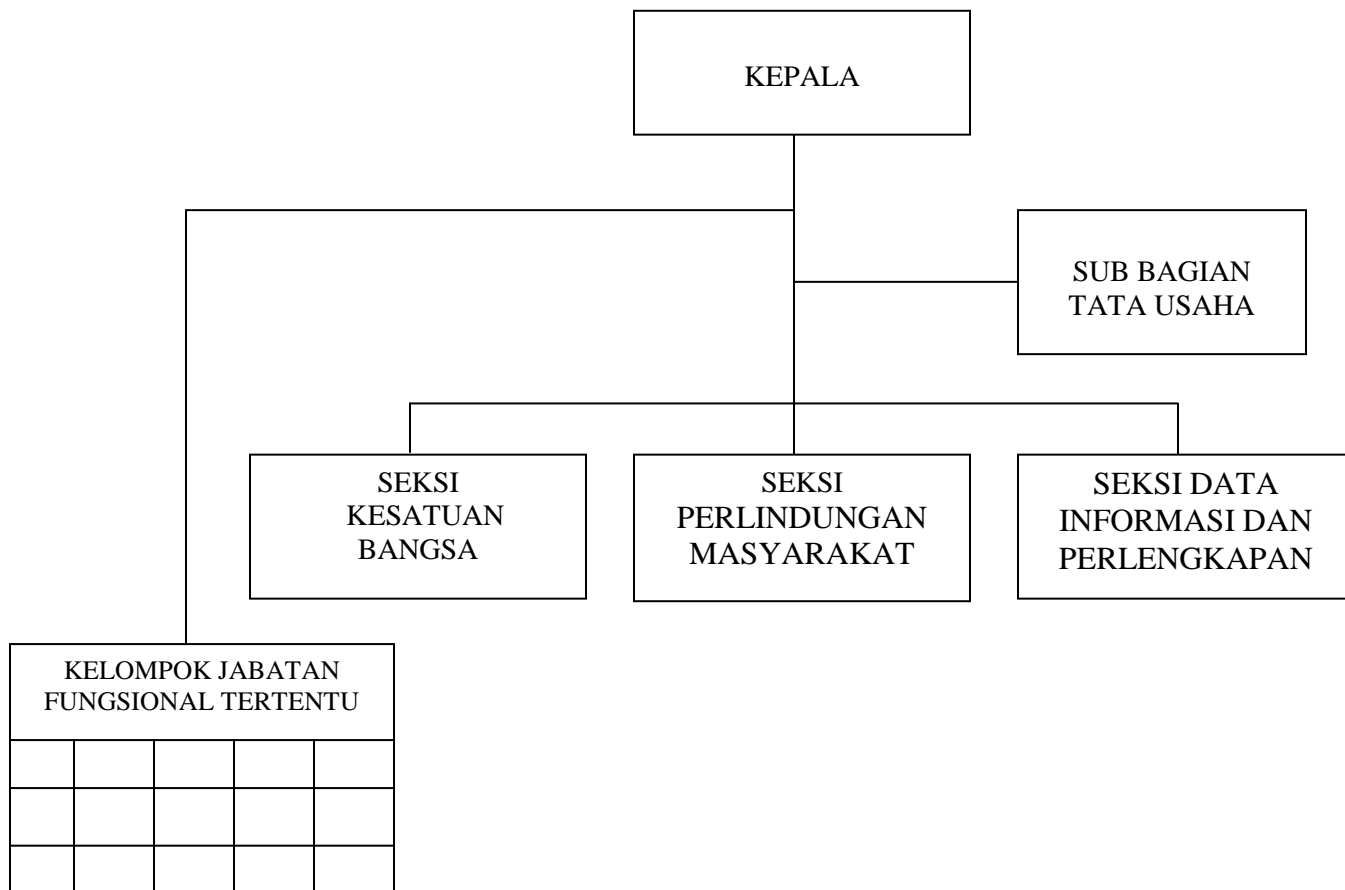 KEPALA
SUB BAGIAN
TATA USAHA
SEKSI
KESATUAN
BANGSA
SEKSI
PERLINDUNGAN
MASYARAKAT
SEKSI DATA
INFORMASI DAN
PERLENGKAPAN
KELOMPOK JABATAN
FUNGSIONAL TERTENTU